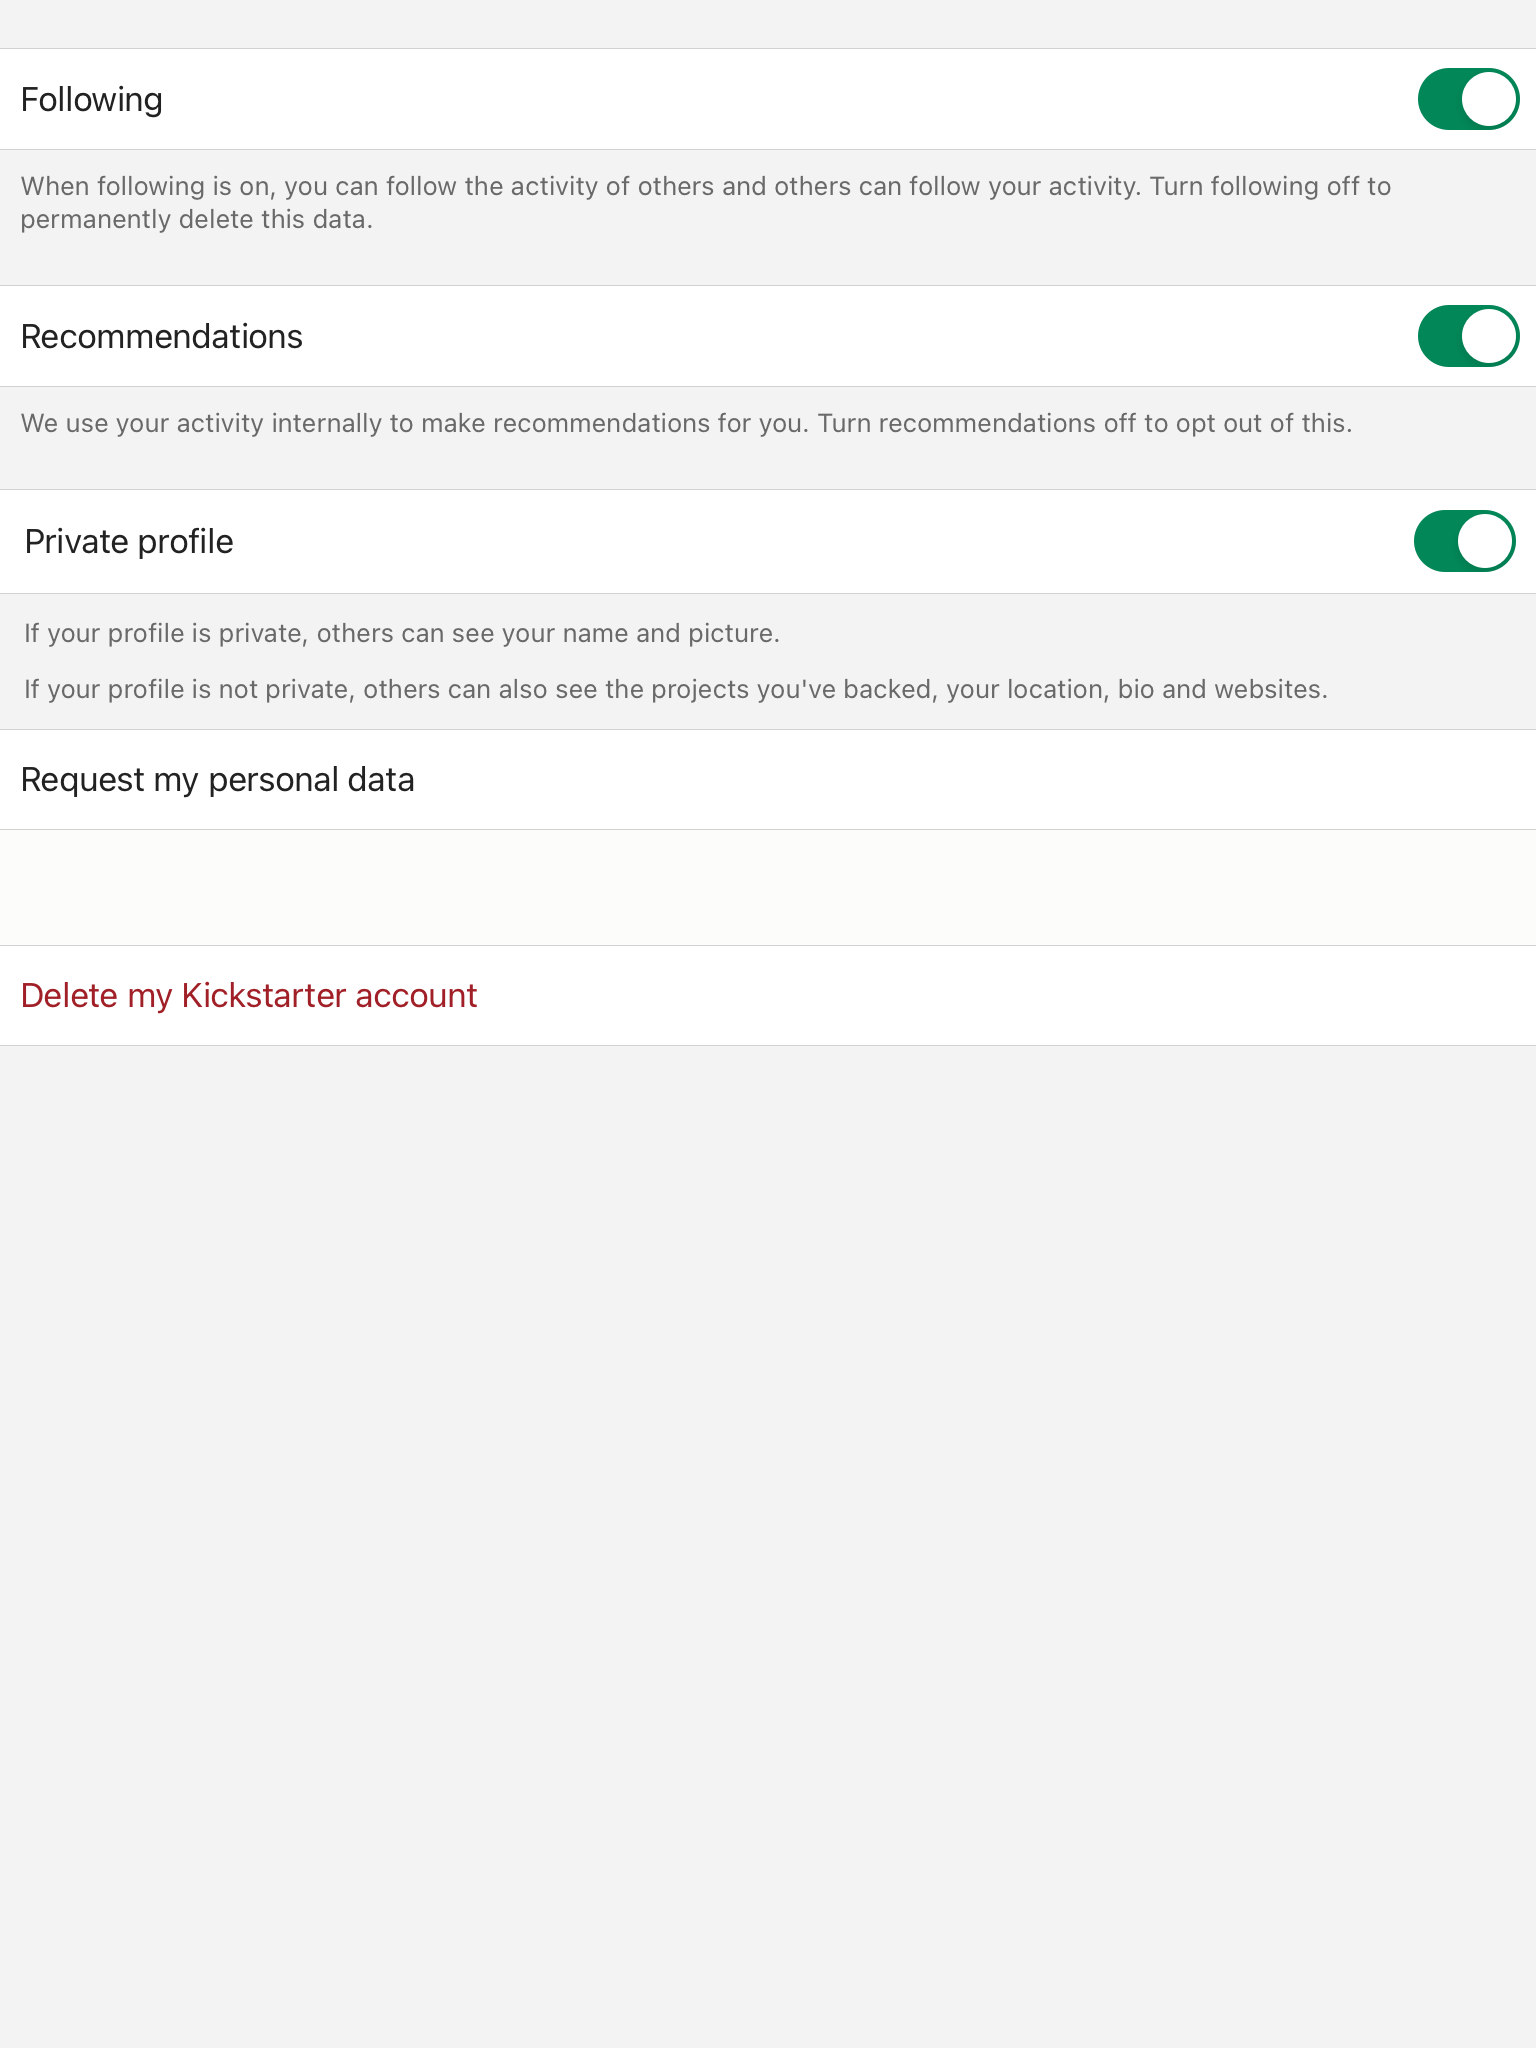 Following
When following is on, you can follow the activity of others and others can follow your activity. Turn following off to
permanently delete this data.
Recommendations
We use your activity internally to make recommendations for you. Turn recommendations off to opt out of this.
Private profile
If your profile is private, others can see your name and picture.
If your profile is not private, others can also see the projects you've backed, your location, bio and websites.
Request my personal data
Delete my Kickstarter account